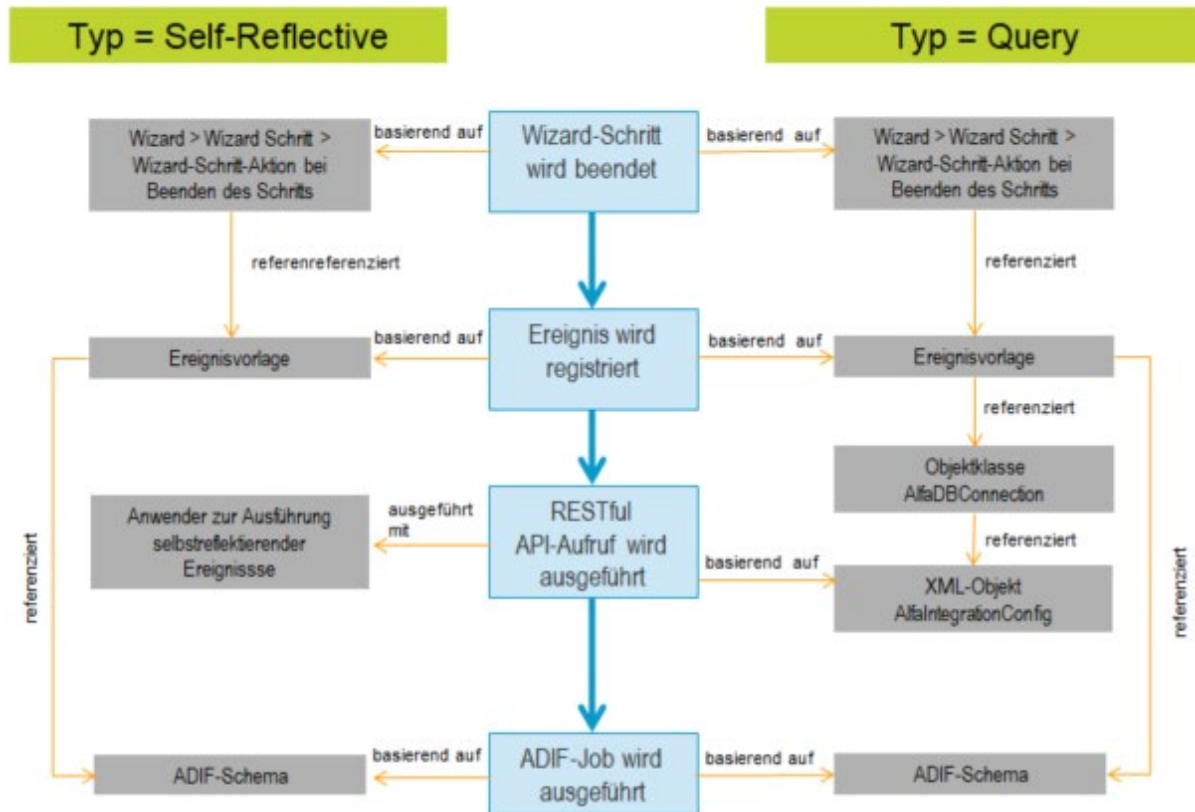 Typ = Self-Reflective
Typ = Query
Wizard > Wizard Schritt >
Wizard-Schritt-Aktion bei
Beenden des Schritts
basierend auf
Wizard-Schritt
wird beendet
basierend auf
Wizard > Wizard Schritt >
Wizard-Schritt-Aktion bei
Beenden des Schritts
referenreferenziert
referenziert
Ereignisvorlage
basierend auf
Ereignis wird
registriert
basierend auf
Ereignisvorlage
referenziert
Objektklasse
AlfaDBConnection
referenziert
Anwender zur Ausführung
selbstreflektierender
Ereignissse
ausgeführt
mit
RESTful
API-Aufruf wird
ausgeführt
basierend auf
XML-Objekt
AlfaIntegrationConfig
referenziert
referenziert
ADIF-Schema
basierend auf
ADIF-Job wird
ausgeführt
basierend auf
ADIF-Schema